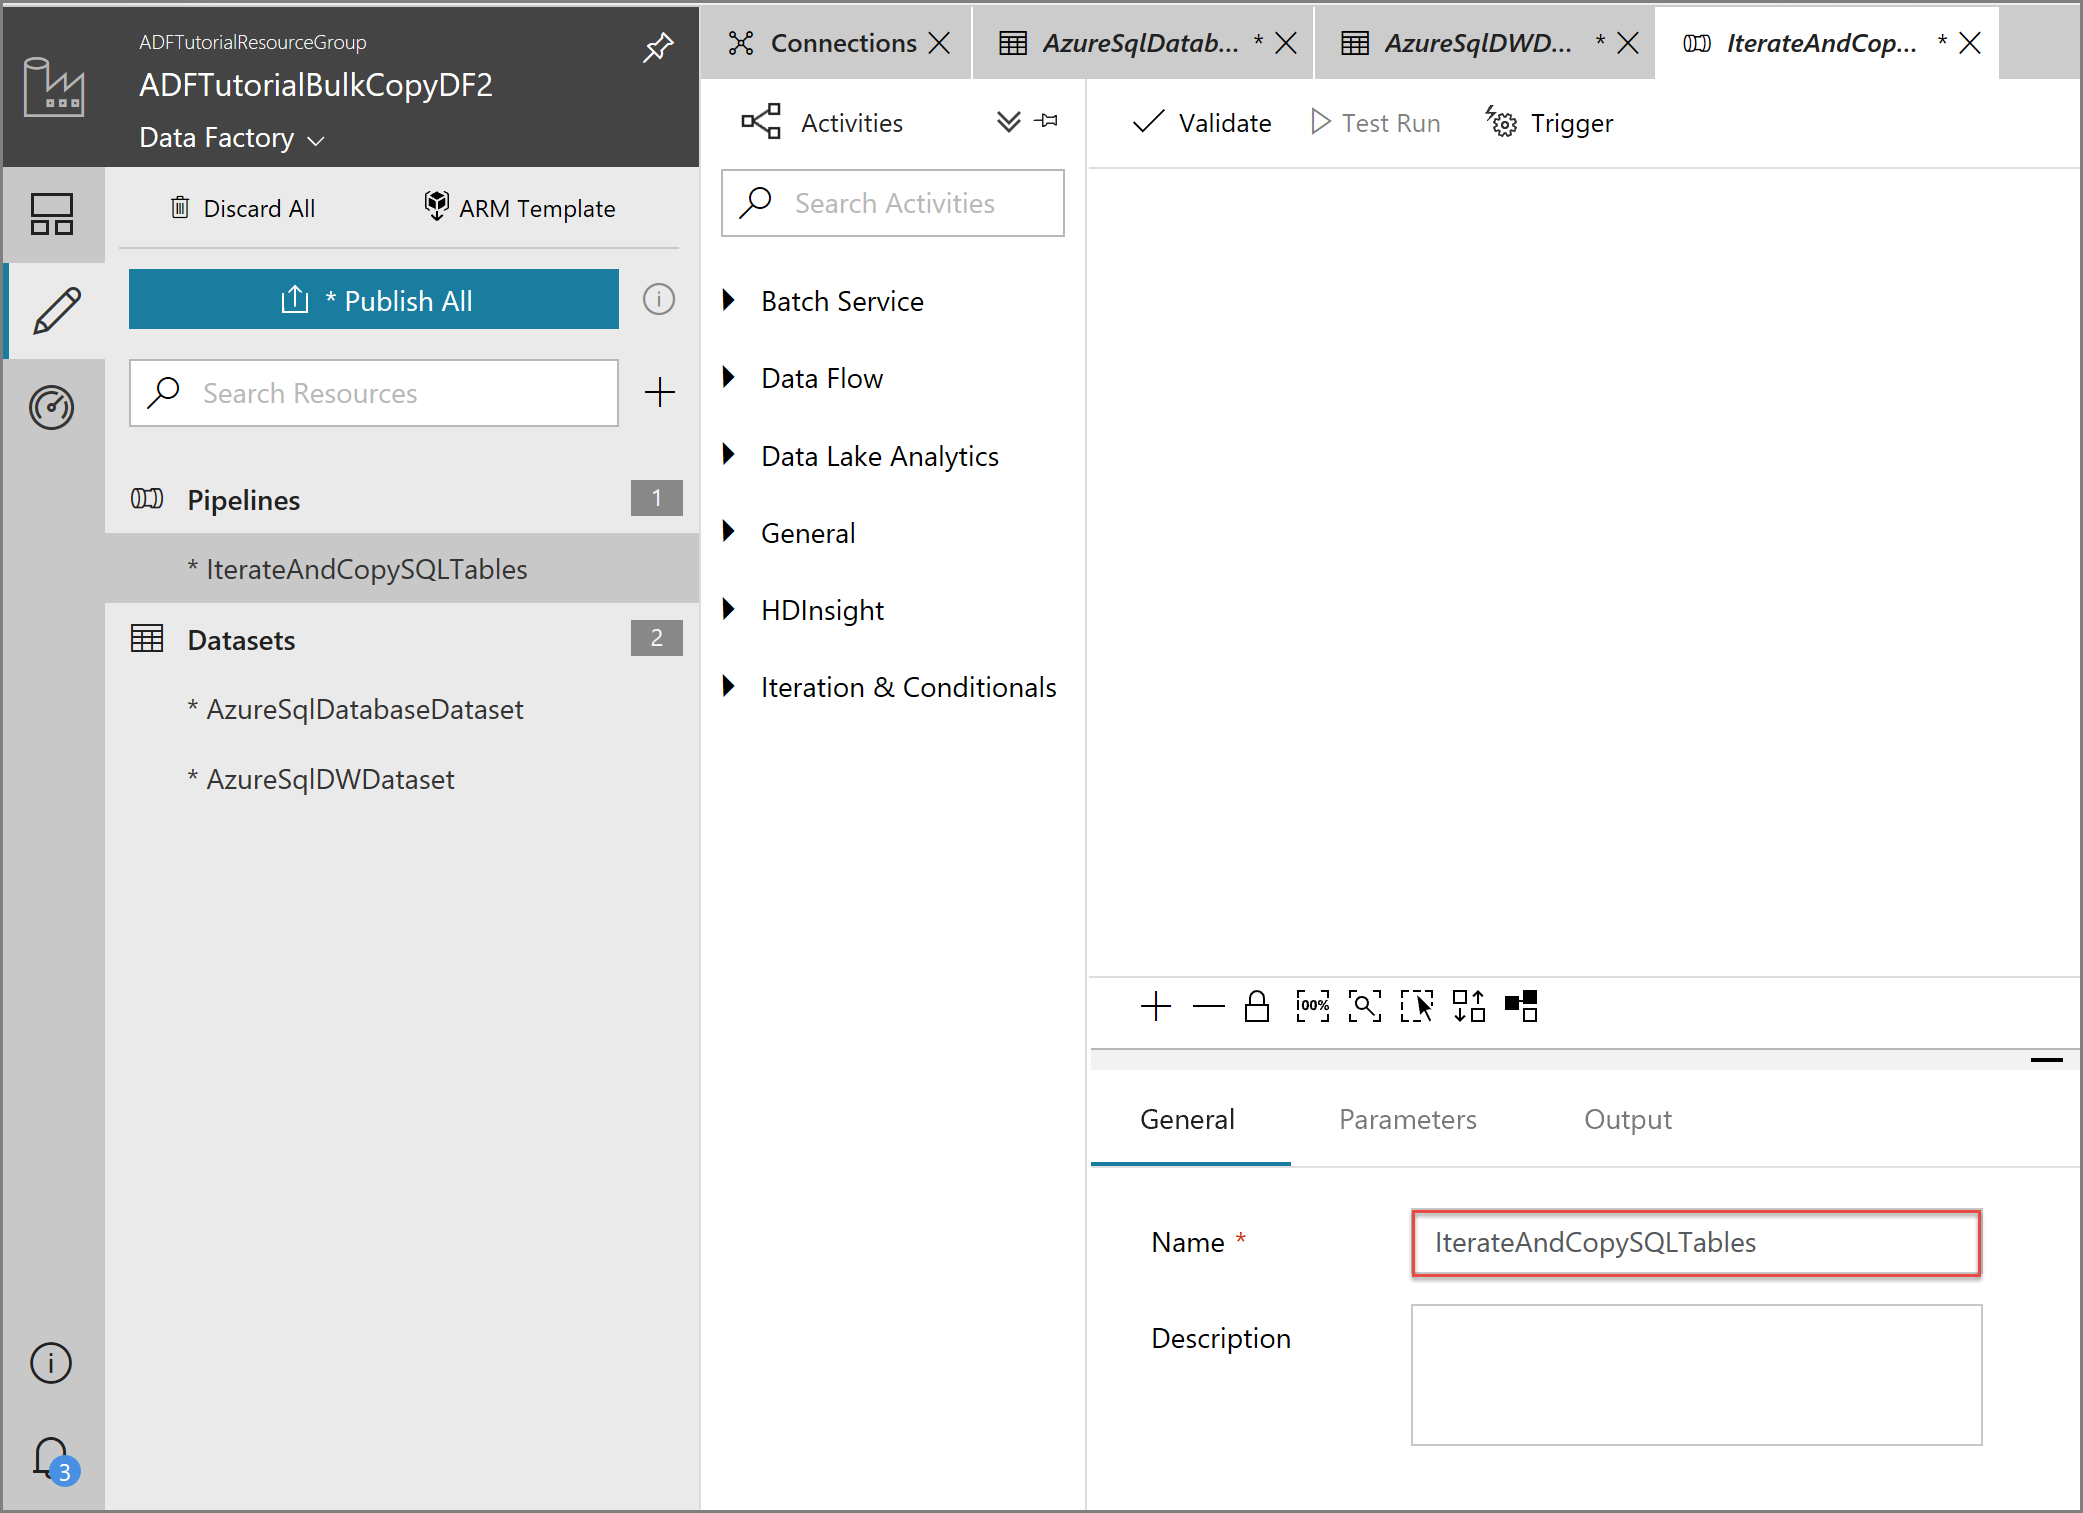 ADFTutorialResourceGroup
ADFTutorialBulkCopyDF2
Data Factory
Discard All
ARM Template
* Publish All
Search Resources
Pipelines
1
* IterateAndCopySQLTables
Datasets
2
* AzureSqlDatabaseDataset
* AzureSqlDWDataset
3
Connections
AzureSqlDatab... *
AzureSqlDWD... *
IterateAndCop... *
Activities
Search Activities
Batch Service
Data Flow
Data Lake Analytics
General
HDInsight
Iteration & Conditionals
Validate
Test Run
Trigger
100%
General
Parameters
Output
Name *
IterateAndCopySQLTables
Description